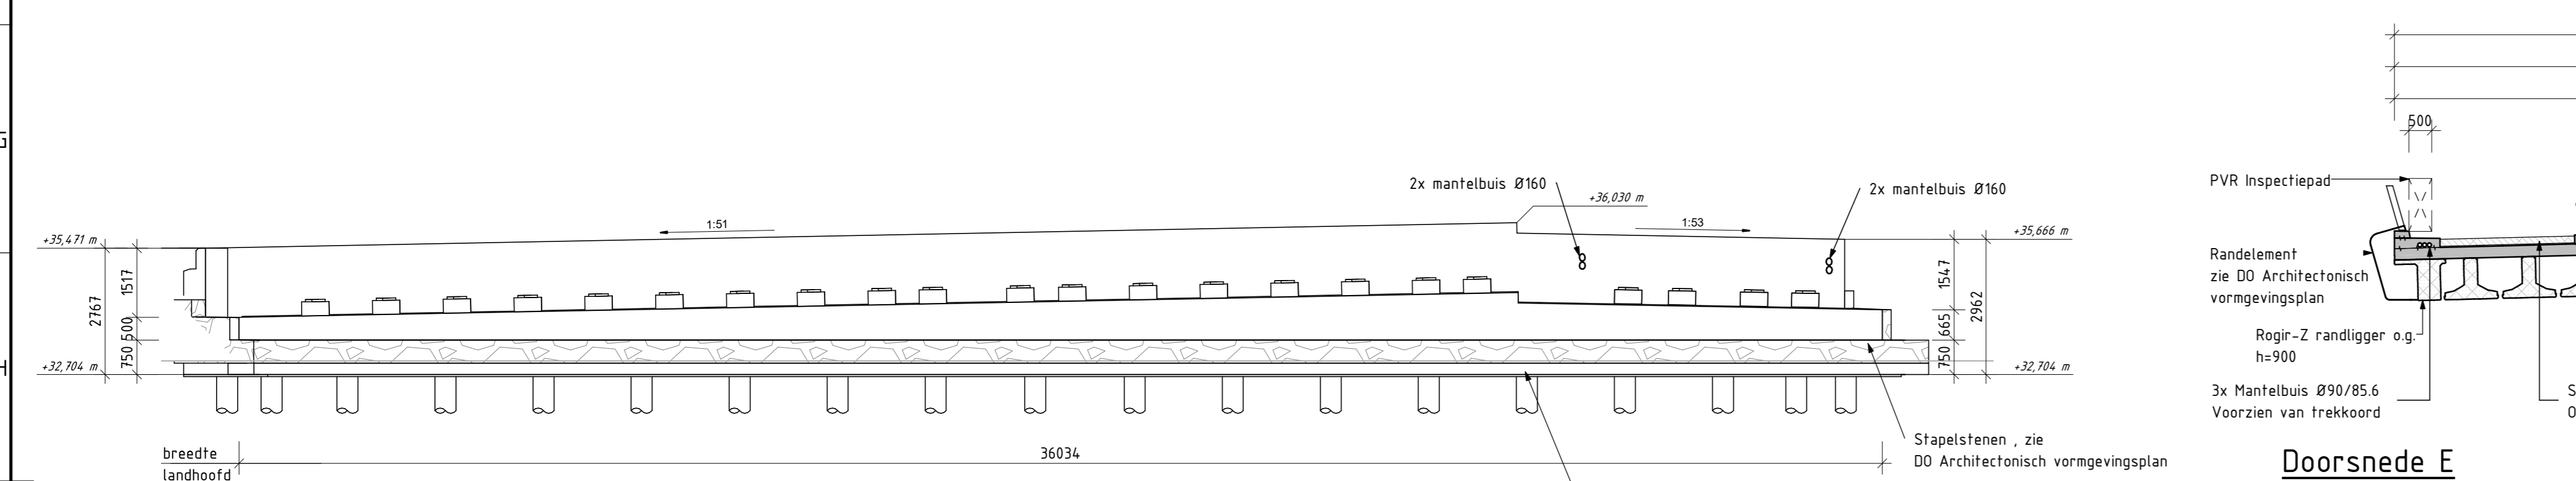 G
H
2x mantelbuis Ø160
+36,030 m
2x mantelbuis Ø160
1:51
1:53
+35,471 m
+35,666 m
1517
2767
500
750
+32,704 m
1547
2962
665
750
+32,704 m
breedte
landhoofd
36034
Stapelstenen , zie
DO Architectonisch vormgevingsplan
500
PVR Inspectiepad
Randelement
zie DO Architectonisch
vormgevingsplan
Rogir-Z randligger o.g.
h=900
3x Mantelbuis Ø90/85.6
Voorzien van trekkoord
S
O
Doorsnede E